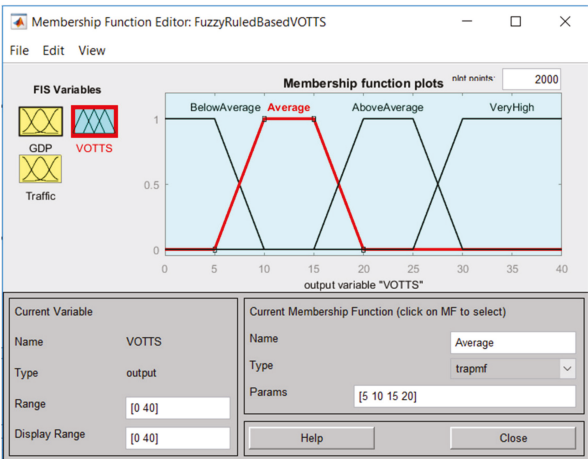 Membership Function Editor: FuzzyRuledBasedVOTTS
File Edit View
FIS Variables
GDP
VOTTS
Traffic
Membership function plots
plot points:
2000
BelowAverage
Average
AboveAverage
VeryHigh
1
0.5
0
0 5 10 15 20 25 30 35 40
output variable "VOTTS"
Current Variable
Name VOTTS
Type output
Range [0 40]
Display Range [0 40]
Current Membership Function (click on MF to select)
Name Average
Type trapmf
Params [5 10 15 20]
Help
Close